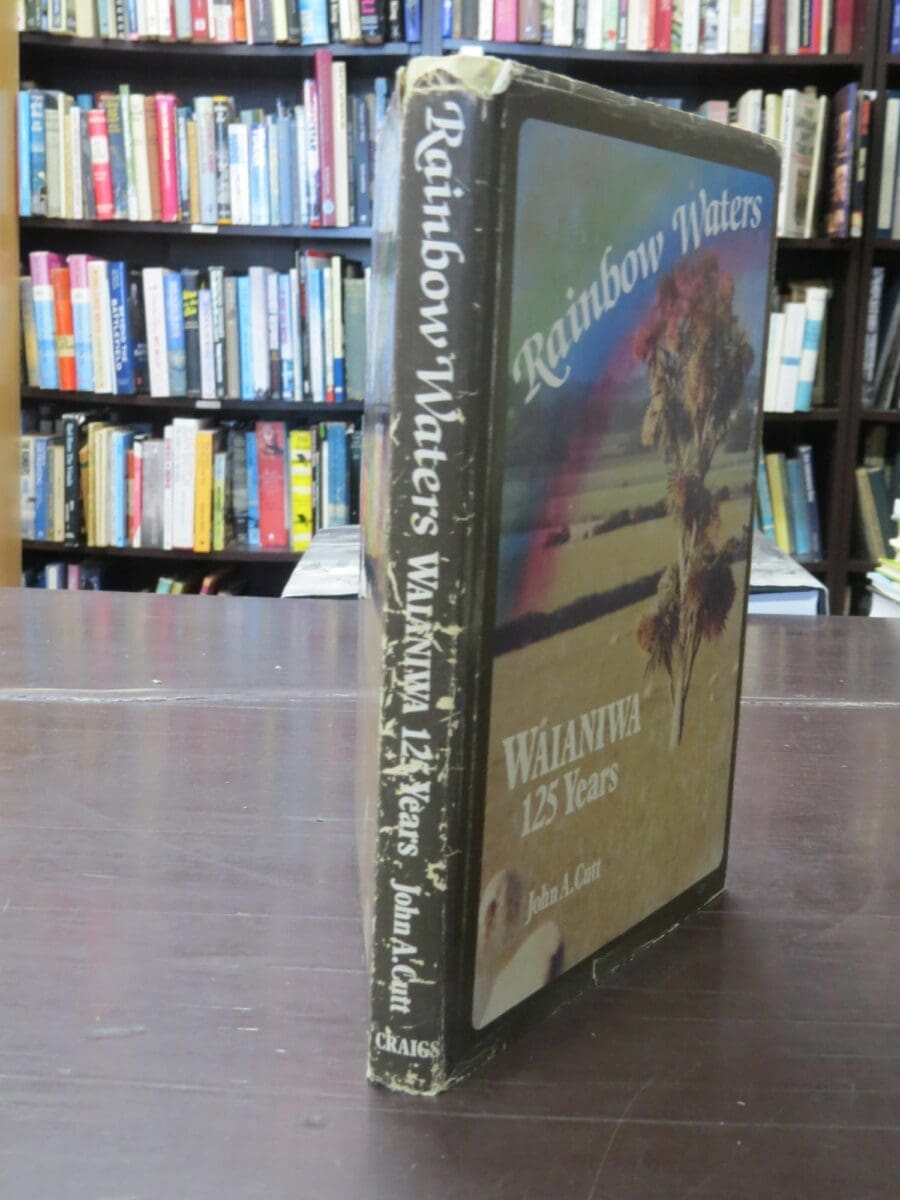 Rainbow Waters WAIANIWA 125 Years John A. Cutt
CRAIGS
Rainbow Waters
WAIANIWA
125 Years
John A. Cutt